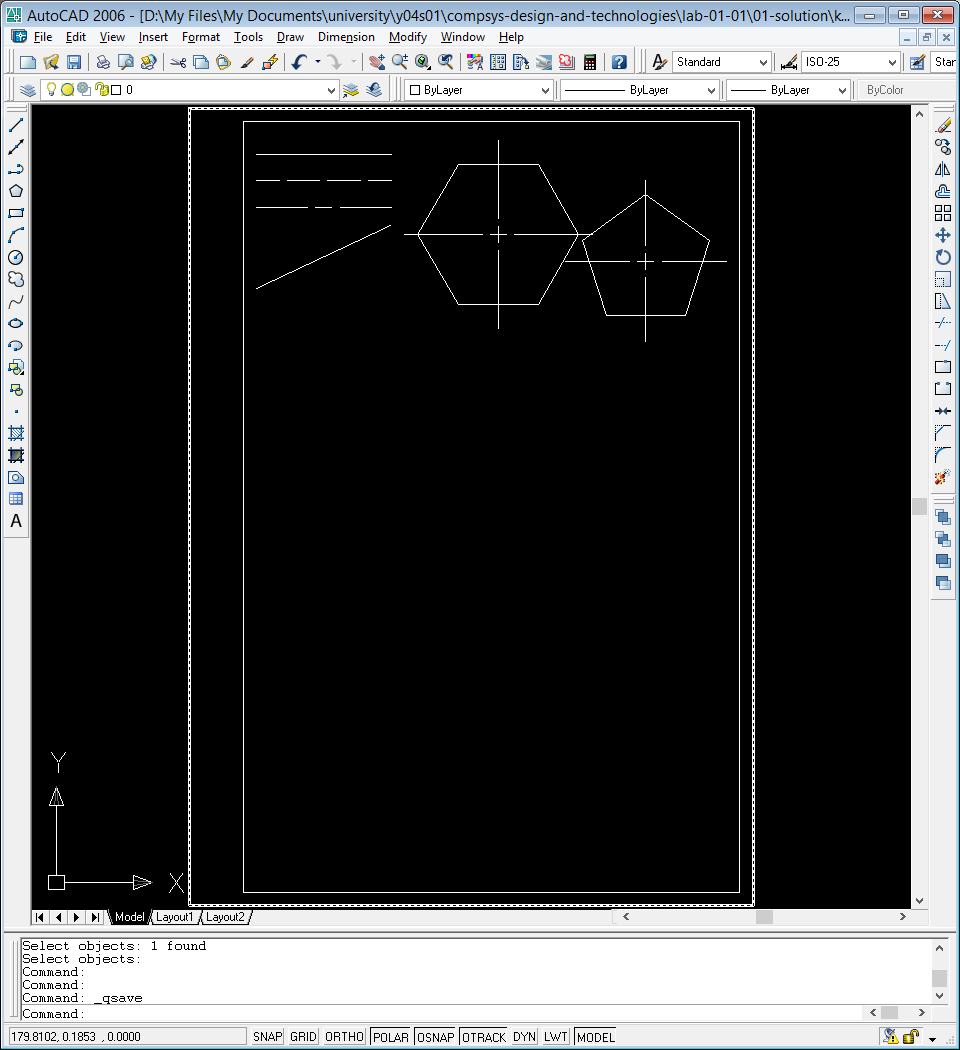 AutoCAD 2006 - [D:\My Files\My Documents\university\y04s01\compsys-design-and-technologies\lab-01-01\01-solution\k...
File Edit View Insert Format Tools Draw Dimension Modify Window Help
Standard ISO-25 Stan
0 ByLayer ByLayer ByLayer ByColor
A
Y
X
Model Layout1 Layout2
Select objects: 1 found
Select objects:
Command:
Command:
Command: _qsave
Command:
179.8102, 0.1853 , 0.0000 SNAP GRID ORTHO POLAR OSNAP OTRACK DYN LWT MODEL